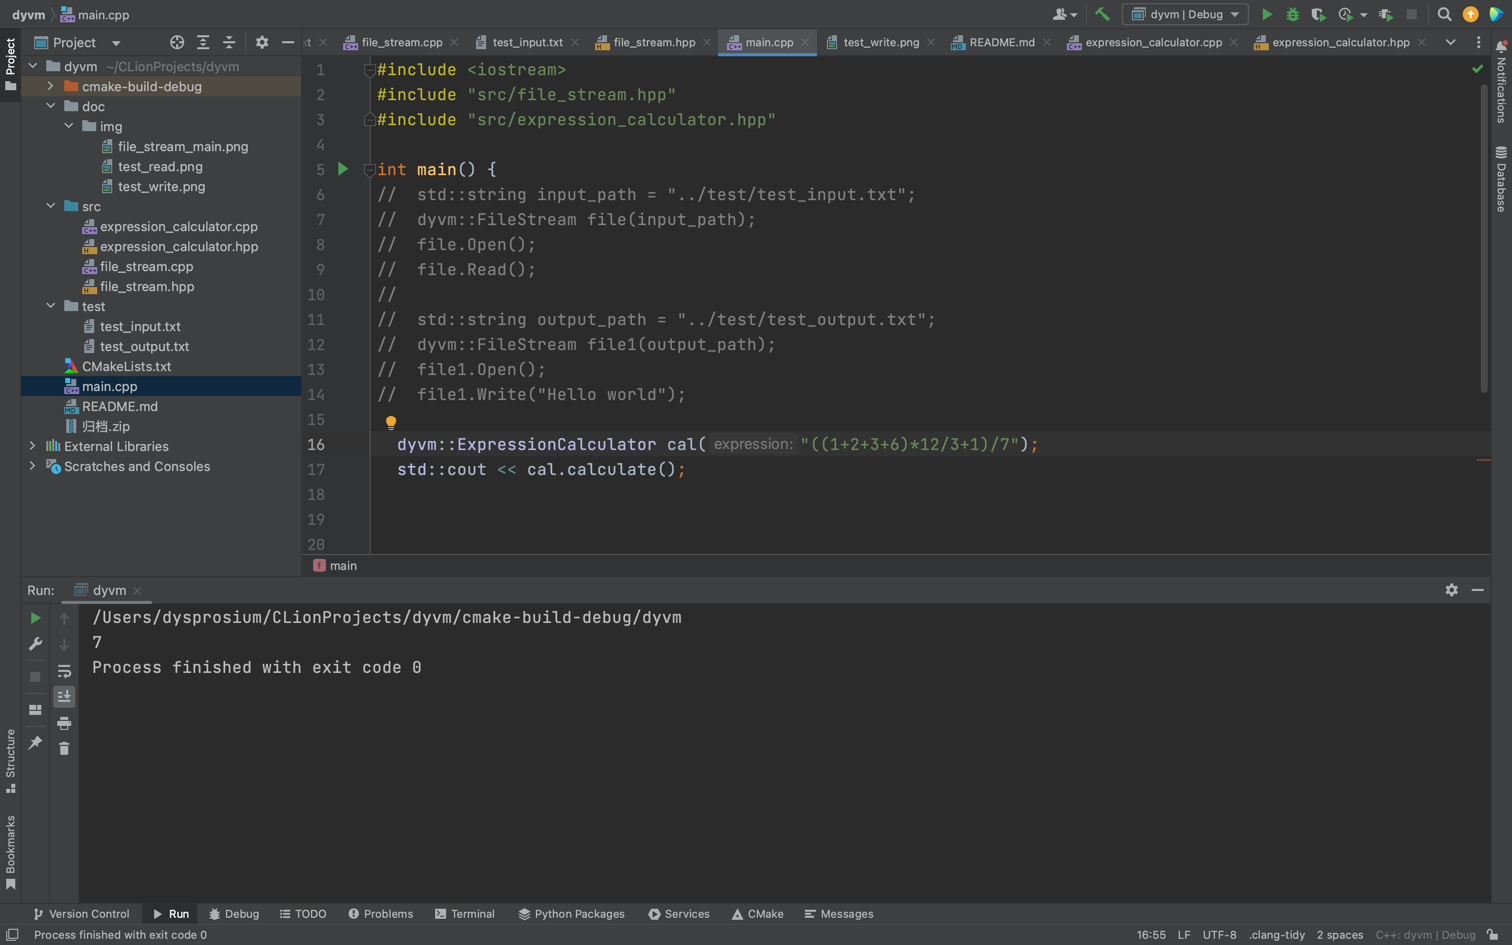 dyvm main.cpp
dyvm | Debug
Project
Project
file_stream.cpp
test_input.txt
file_stream.hpp
main.cpp
test_write.png
README.md
expression_calculator.cpp
expression_calculator.hpp
Notifications
Database
dyvm ~/CLionProjects/dyvm
cmake-build-debug
doc
img
file_stream_main.png
test_read.png
test_write.png
src
expression_calculator.cpp
expression_calculator.hpp
file_stream.cpp
file_stream.hpp
test
test_input.txt
test_output.txt
CMakeLists.txt
main.cpp
README.md
归档.zip
External Libraries
Scratches and Consoles
1 #include <iostream>
2 #include "src/file_stream.hpp"
3 #include "src/expression_calculator.hpp"
4
5 int main() {
6 //  std::string input_path = "../test/test_input.txt";
7 //  dyvm::FileStream file(input_path);
8 //  file.Open();
9 //  file.Read();
10 //
11 //  std::string output_path = "../test/test_output.txt";
12 //  dyvm::FileStream file1(output_path);
13 //  file1.Open();
14 //  file1.Write("Hello world");
15
16   dyvm::ExpressionCalculator cal( expression: "((1+2+3+6)*12/3+1)/7");
17   std::cout << cal.calculate();
18
19
20
f main
Run: dyvm
/Users/dysprosium/CLionProjects/dyvm/cmake-build-debug/dyvm
7
Process finished with exit code 0
Structure
Bookmarks
Version Control Run Debug TODO Problems Terminal Python Packages Services CMake Messages
Process finished with exit code 0 16:55 LF UTF-8 .clang-tidy 2 spaces C++: dyvm | Debug